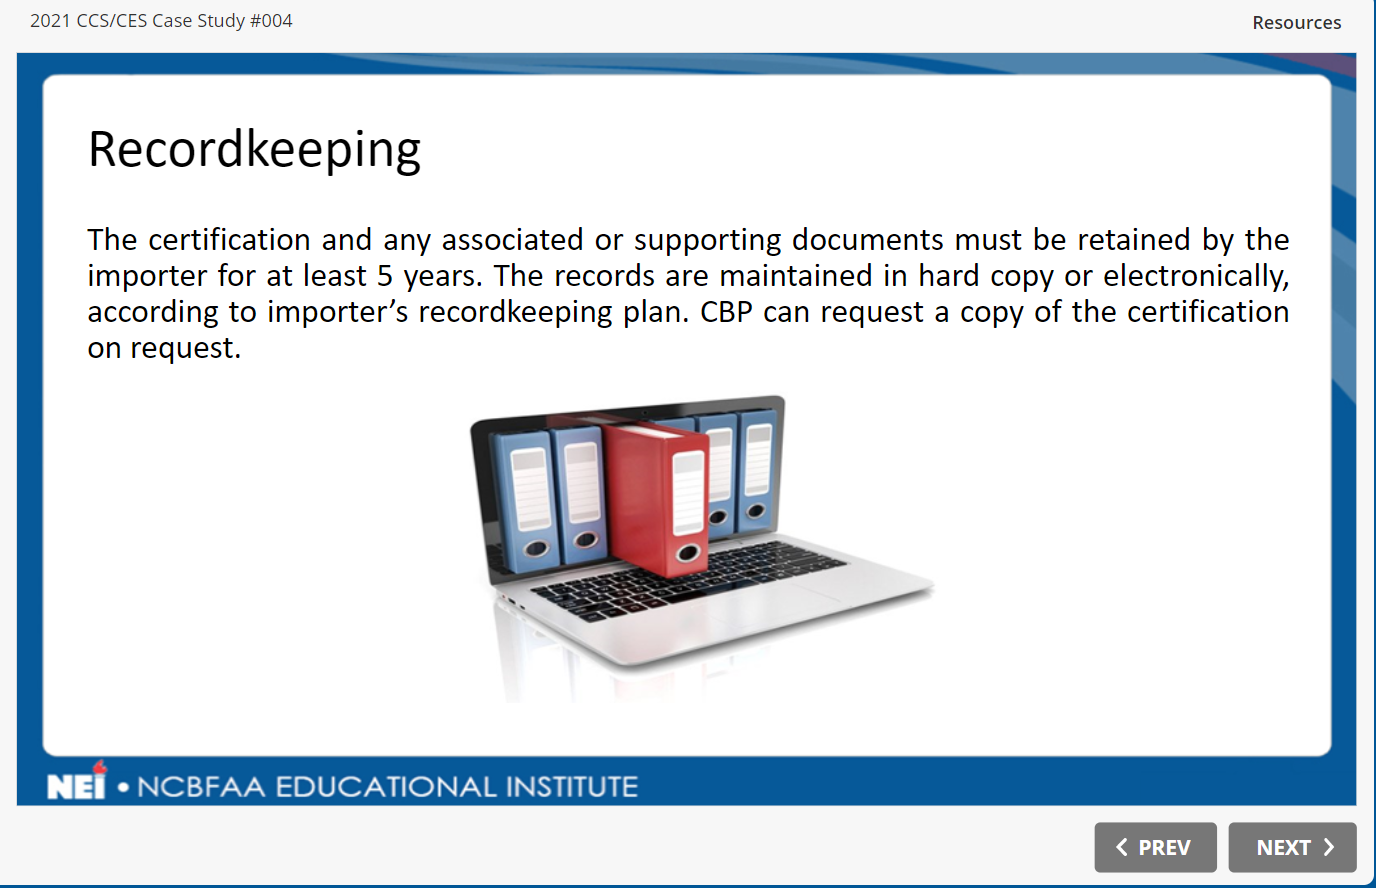 2021 CCS/CES Case Study #004
Resources
Recordkeeping
The certification and any associated or supporting documents must be retained by the
importer for at least 5 years. The records are maintained in hard copy or electronically,
according to importer’s recordkeeping plan. CBP can request a copy of the certification
on request.
NEi • NCBFAA EDUCATIONAL INSTITUTE
PREV
NEXT